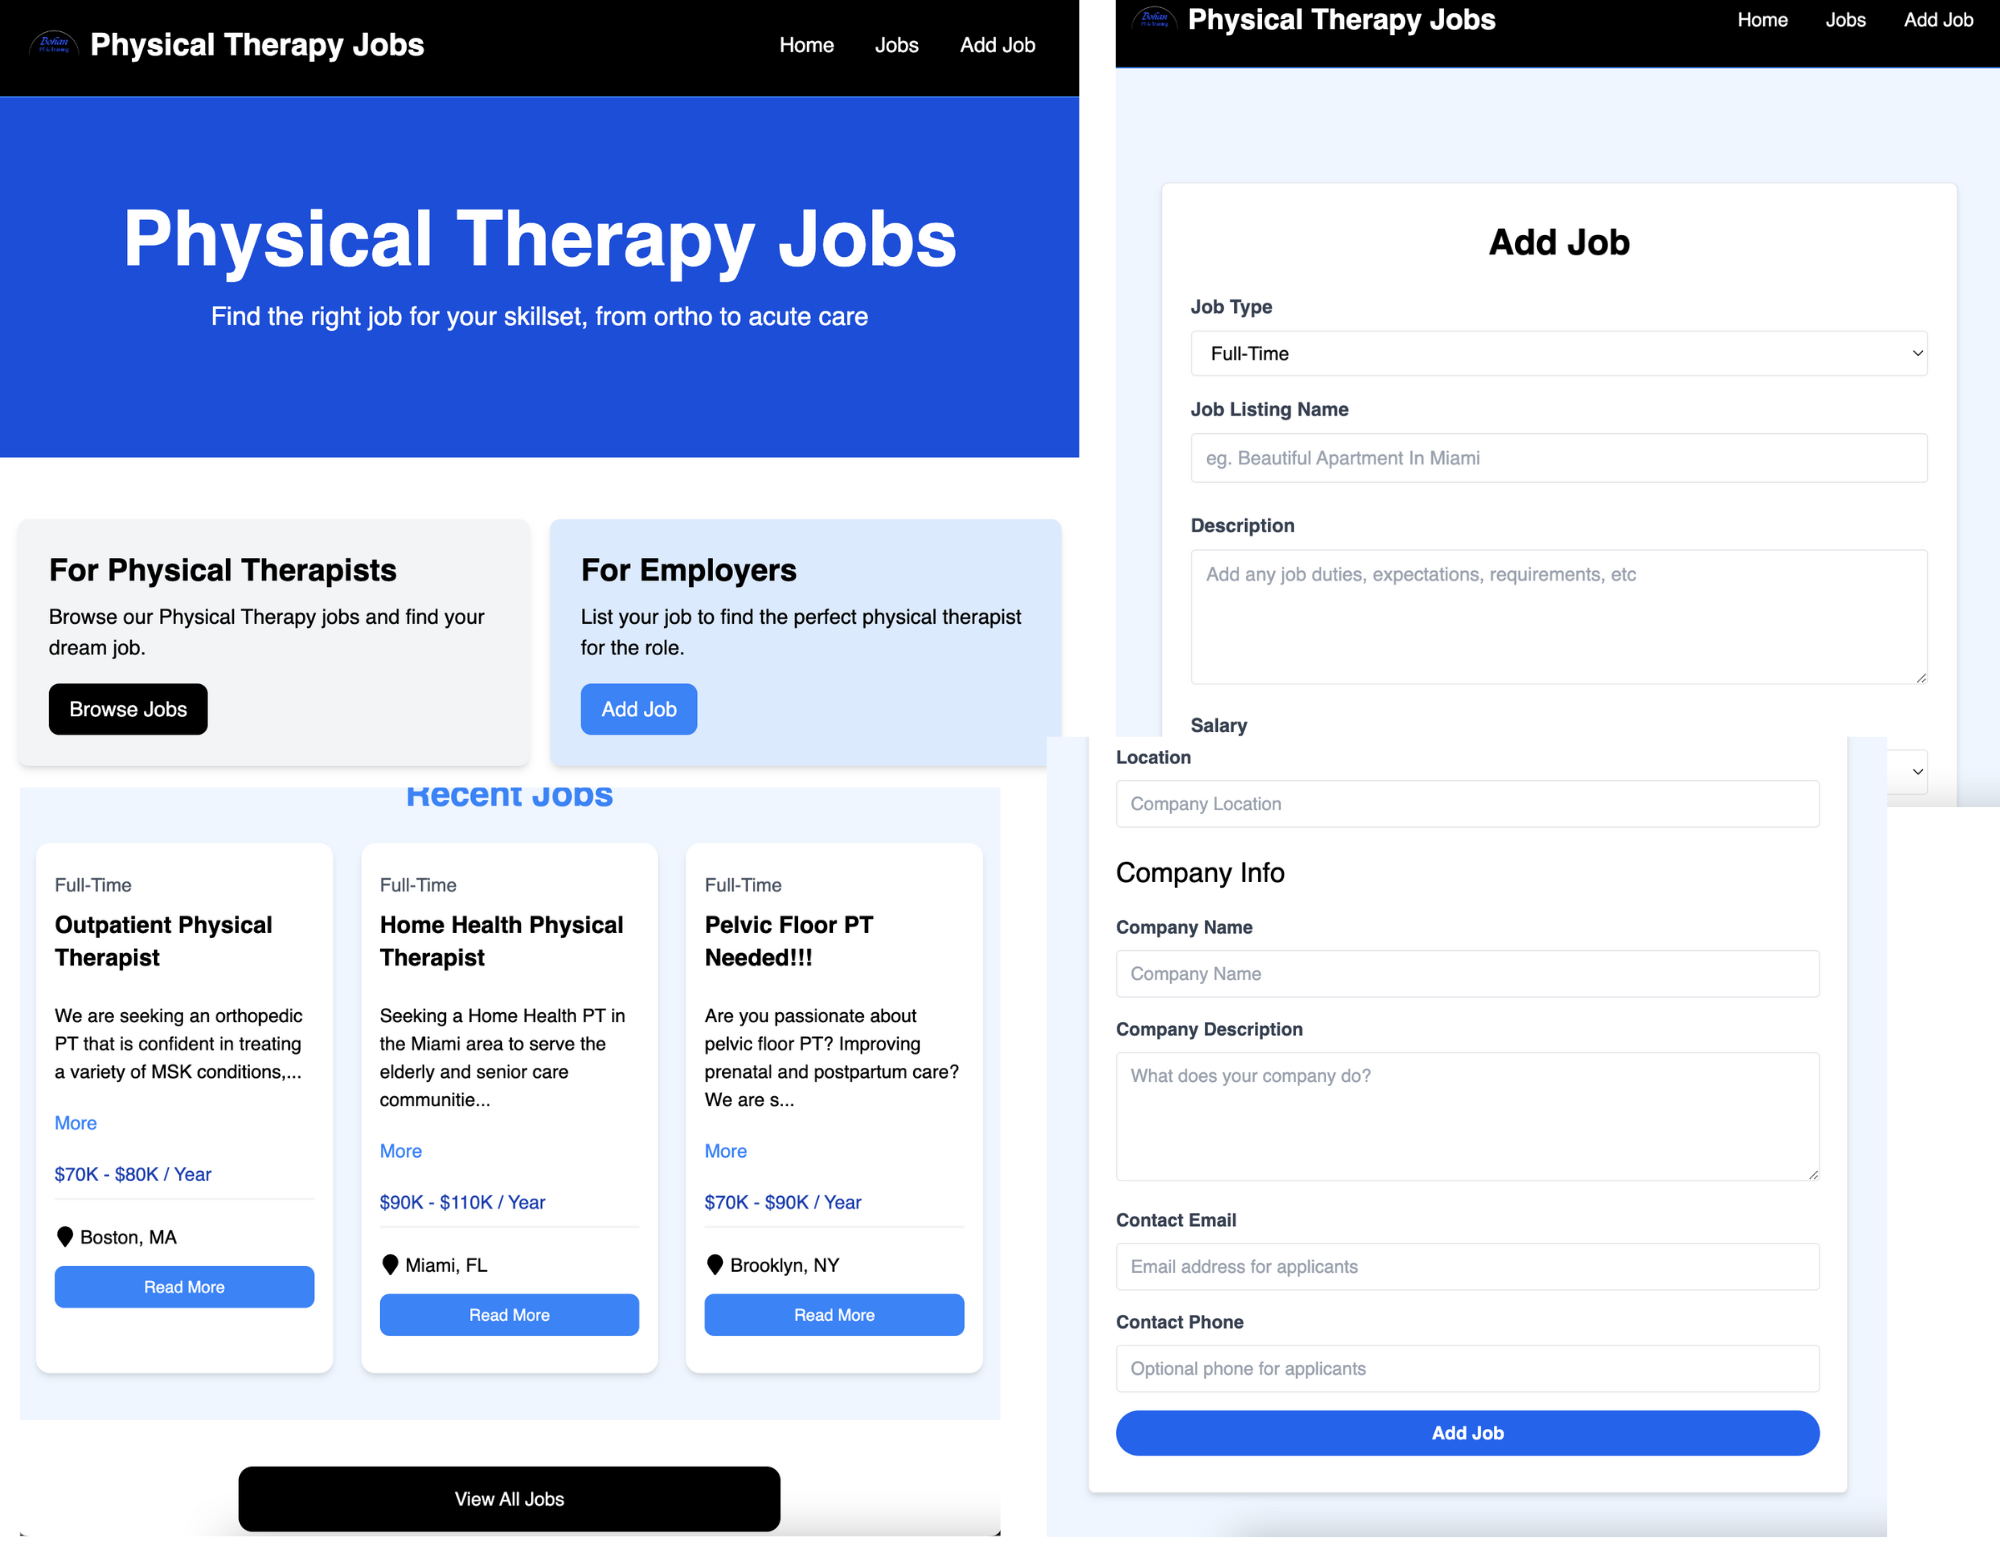 Doñan
PT & Training
Physical Therapy Jobs
Home
Jobs
Add Job
Physical Therapy Jobs
Find the right job for your skillset, from ortho to acute care
For Physical Therapists
Browse our Physical Therapy jobs and find your
dream job.
Browse Jobs
For Employers
List your job to find the perfect physical therapist
for the role.
Add Job
Recent Jobs
Full-Time
Outpatient Physical
Therapist
We are seeking an orthopedic
PT that is confident in treating
a variety of MSK conditions,...
More
$70K - $80K / Year
Boston, MA
Read More
Full-Time
Home Health Physical
Therapist
Seeking a Home Health PT in
the Miami area to serve the
elderly and senior care
communitie...
More
$90K - $110K / Year
Miami, FL
Read More
Full-Time
Pelvic Floor PT
Needed!!!
Are you passionate about
pelvic floor PT? Improving
prenatal and postpartum care?
We are s...
More
$70K - $90K / Year
Brooklyn, NY
Read More
View All Jobs
Doñan
PT & Training
Physical Therapy Jobs
Home
Jobs
Add Job
Add Job
Job Type
Full-Time
Job Listing Name
eg. Beautiful Apartment In Miami
Description
Add any job duties, expectations, requirements, etc
Salary
Location
Company Location
Company Info
Company Name
Company Name
Company Description
What does your company do?
Contact Email
Email address for applicants
Contact Phone
Optional phone for applicants
Add Job